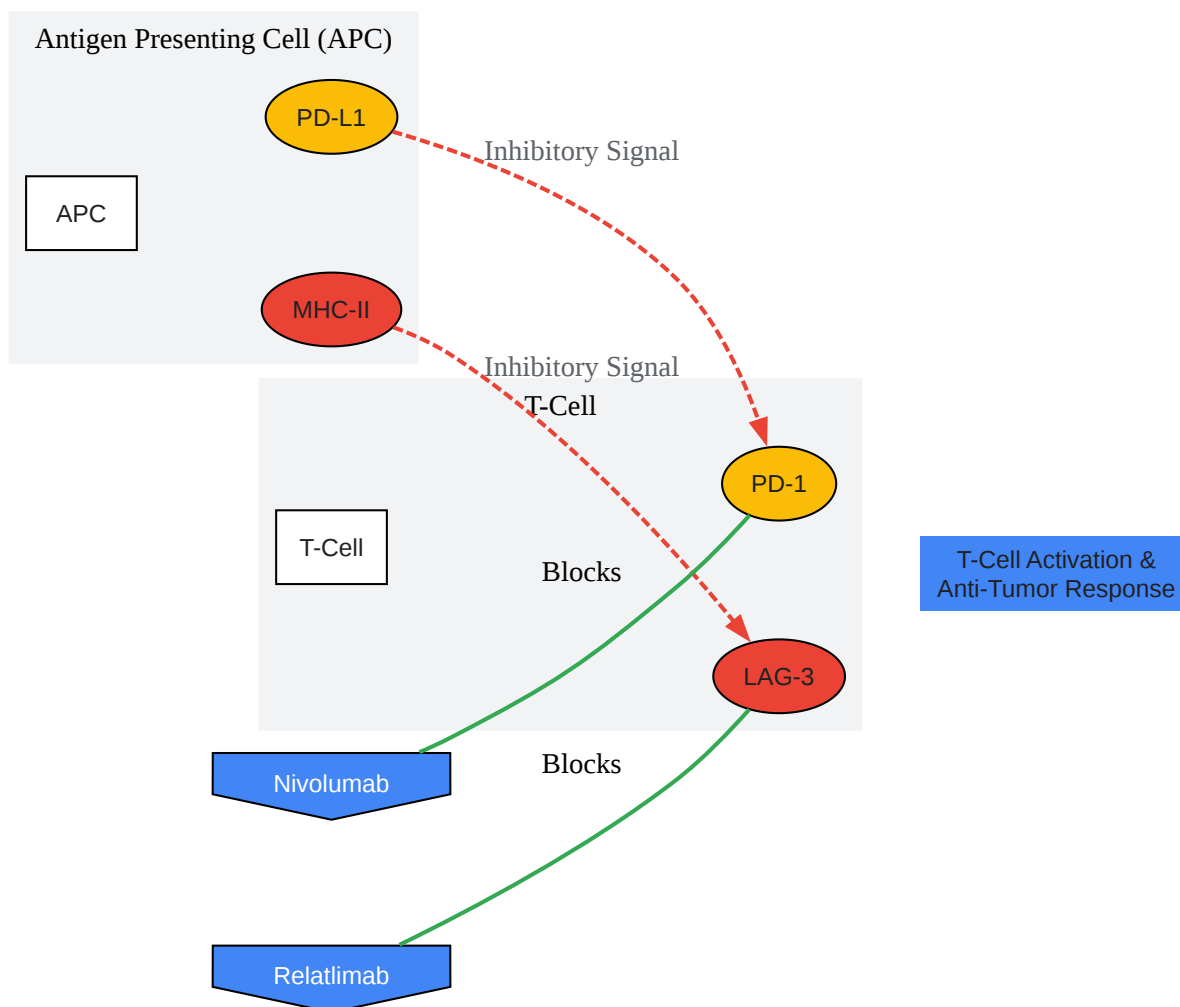 Antigen Presenting Cell (APC)
PD-L1
Inhibitory Signal
APC
MHC-II
Inhibitory Signal
T-Cell
PD-1
T-Cell
Blocks
T-Cell Activation &
Anti-Tumor Response
LAG-3
Blocks
Nivolumab
Relatlimab